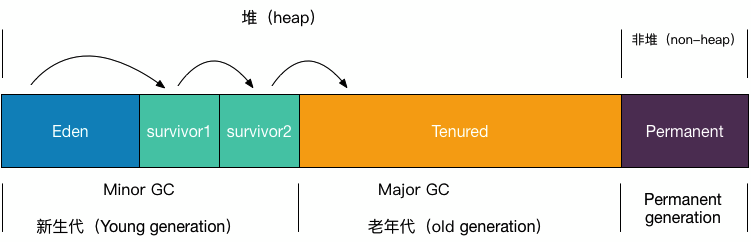 堆（heap）
非堆（non-heap）
Eden
survivor1
survivor2
Tenured
Permanent
Minor GC
Major GC
新生代（Young generation）
老年代（old generation）
Permanent
generation